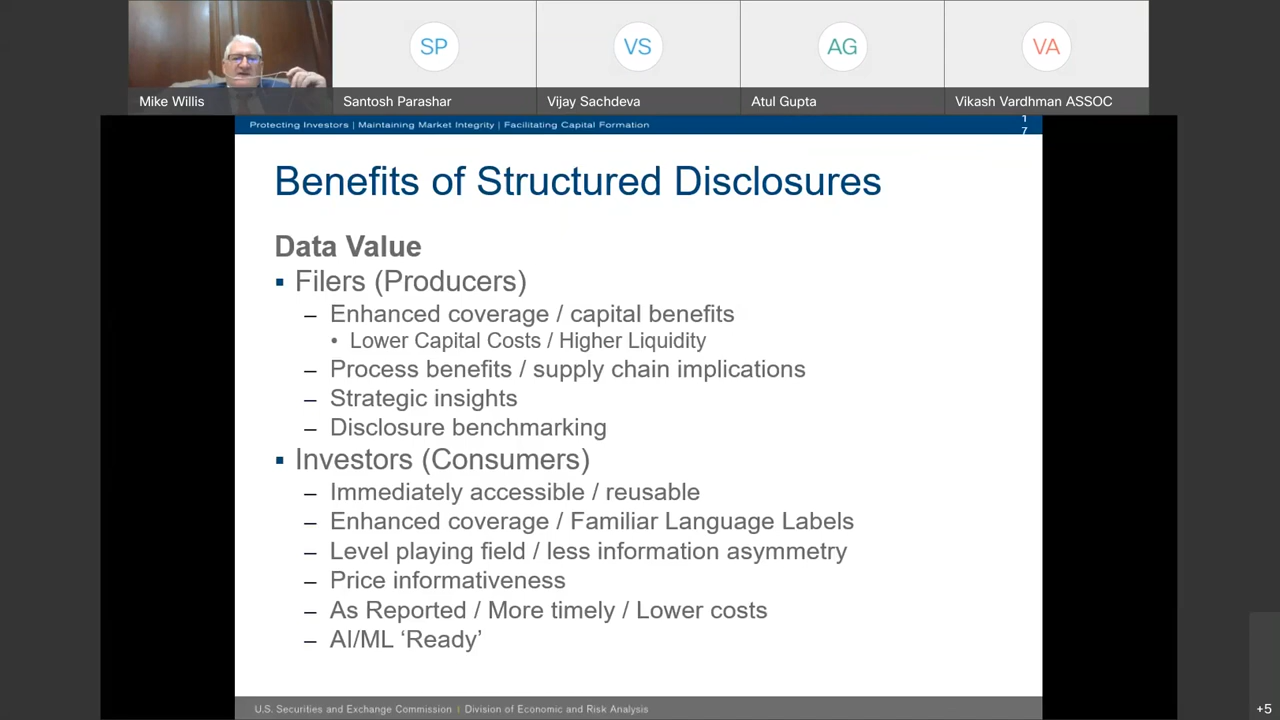 SP
VS
AG
VA
Mike Willis
Santosh Parashar
Vijay Sachdeva
Atul Gupta
Vikash Vardhman ASSOC
Protecting Investors | Maintaining Market Integrity | Facilitating Capital Formation
1
7
Benefits of Structured Disclosures
Data Value
▪ Filers (Producers)
– Enhanced coverage / capital benefits
• Lower Capital Costs / Higher Liquidity
– Process benefits / supply chain implications
– Strategic insights
– Disclosure benchmarking
▪ Investors (Consumers)
– Immediately accessible / reusable
– Enhanced coverage / Familiar Language Labels
– Level playing field / less information asymmetry
– Price informativeness
– As Reported / More timely / Lower costs
– AI/ML ‘Ready’
U.S. Securities and Exchange Commission | Division of Economic and Risk Analysis
+5